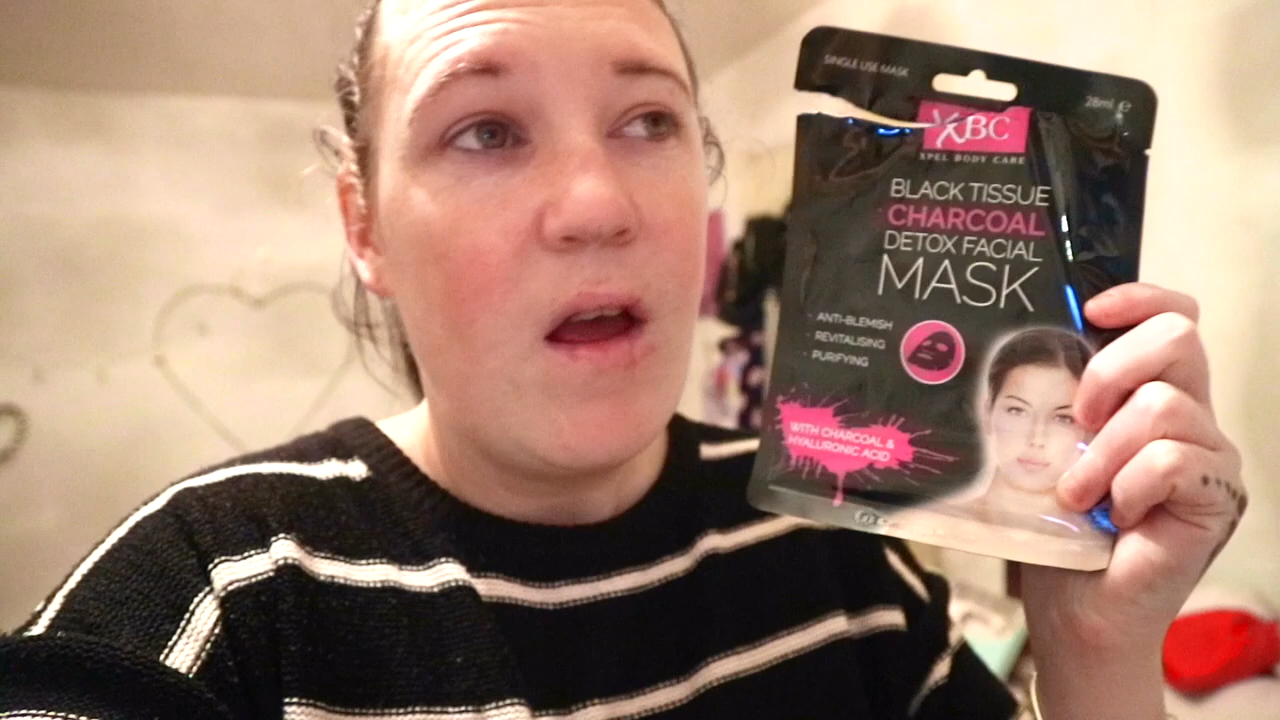 SINGLE USE MASK
28ml e
XBC
XPEL BODY CARE
BLACK TISSUE
CHARCOAL
DETOX FACIAL
MASK
· ANTI-BLEMISH
· REVITALISING
· PURIFYING
WITH CHARCOAL &
HYALURONIC ACID